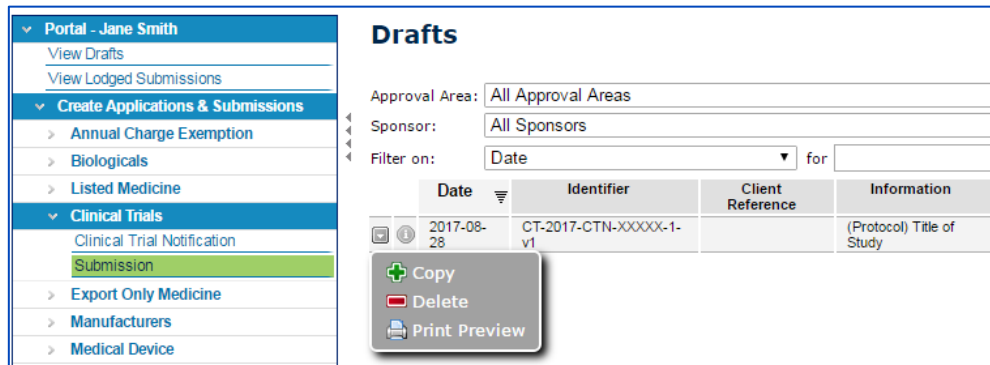 Portal - Jane Smith
View Drafts
View Lodged Submissions
Create Applications & Submissions
Annual Charge Exemption
Biologicals
Listed Medicine
Clinical Trials
Clinical Trial Notification
Submission
Export Only Medicine
Manufacturers
Medical Device
Drafts
Approval Area: All Approval Areas
Sponsor: All Sponsors
Filter on: Date for
Date Identifier Client Information
Reference
2017-08- CT-2017-CTN-XXXXX-1- (Protocol) Title of
28 v1 Study
Copy
Delete
Print Preview